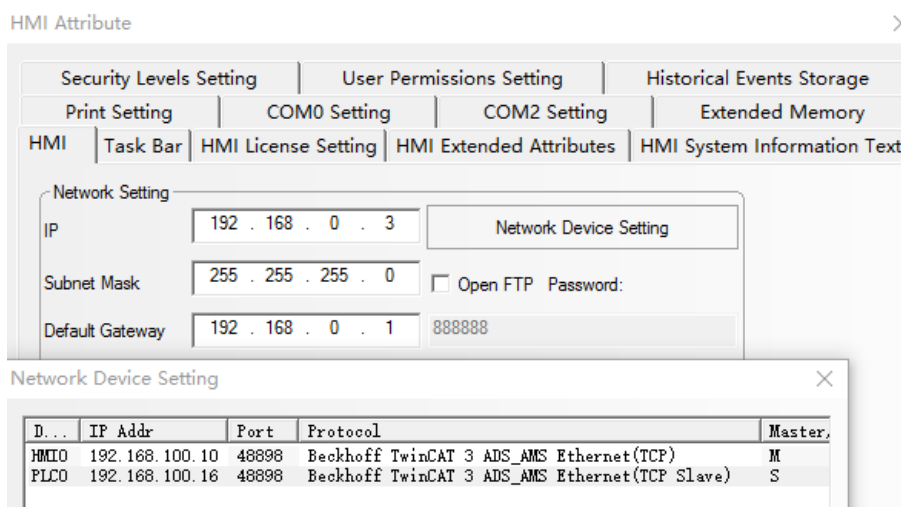 HMI Attribute
Security Levels Setting User Permissions Setting Historical Events Storage
Print Setting COM0 Setting COM2 Setting Extended Memory
HMI Task Bar HMI License Setting HMI Extended Attributes HMI System Information Text
Network Setting
IP 192 . 168 . 0 . 3 Network Device Setting
Subnet Mask 255 . 255 . 255 . 0 Open FTP Password:
Default Gateway 192 . 168 . 0 . 1 888888
Network Device Setting
D... IP Addr Port Protocol Master,
HMI0 192.168.100.10 48898 Beckhoff TwinCAT 3 ADS_AMS Ethernet(TCP) M
PLC0 192.168.100.16 48898 Beckhoff TwinCAT 3 ADS_AMS Ethernet(TCP Slave) S